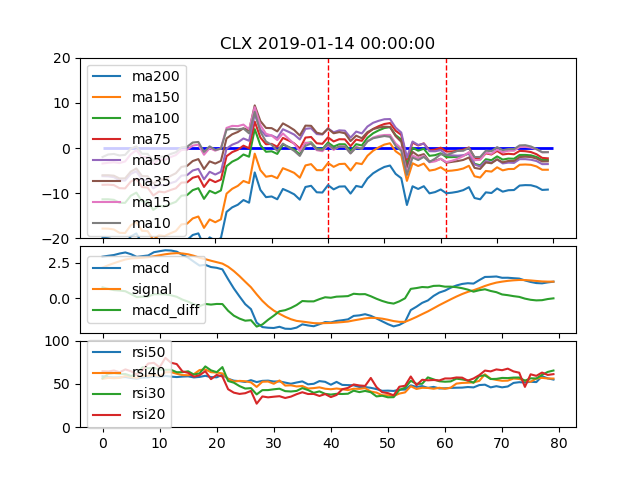 CLX 2019-01-14 00:00:00
20
10
0
−10
−20
ma200
ma150
ma100
ma75
ma50
ma35
ma15
ma10
2.5
0.0
macd
signal
macd_diff
100
50
0
rsi50
rsi40
rsi30
rsi20
0 10 20 30 40 50 60 70 80